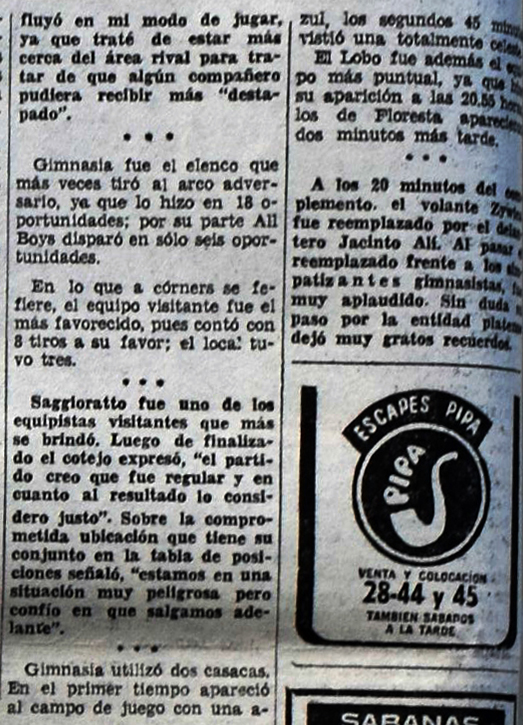 fluyó en mi modo de jugar,
ya que traté de estar más
cerca del área rival para tra-
tar de que algún compañero
pudiera recibir más "desta-
pado".
Gimnasia fue el elenco que
más veces tiró al arco adver-
sario, ya que lo hizo en 18 o-
portunidades; por su parte All
Boys disparó en sólo seis opor-
tunidades.
En lo que a córners se fe-
fiere, el equipo visitante fue el
más favorecido, pues contó con
8 tiros a su favor; el local tu-
vo tres.
Saggioratto fue uno de los
equipistas visitantes que más
se brindó. Luego de finaliza-
do el cotejo expresó, "el parti-
do creo que fue regular y en
cuanto al resultado lo consi-
dero justo". Sobre la compro-
metida ubicación que tiene su
conjunto en la tabla de posi-
ciones señaló, "estamos en una
situación muy peligrosa pero
confío en que salgamos ade-
lante".
Gimnasia utilizó dos casacas.
En el primer tiempo apareció
al campo de juego con una a-
zul, los segundos 45
vistió una totalmente
El Lobo fue además el
po más puntual, ya que
su aparición a las 20,55
los de Floresta
dos minutos más tarde.
A los 20 minutos del
plemento, el volante
fue reemplazado por el
tero Jacinto Alí. Al pasar
reemplazado frente a los
patizantes gimnasistas,
muy aplaudido. Sin duda
paso por la entidad
dejó muy gratos recuerdos.
ESCAPES PIPA
PIPA
VENTA Y COLOCACION
28-44 y 45
TAMBIEN SABADOS
A LA TARDE
SABANAS